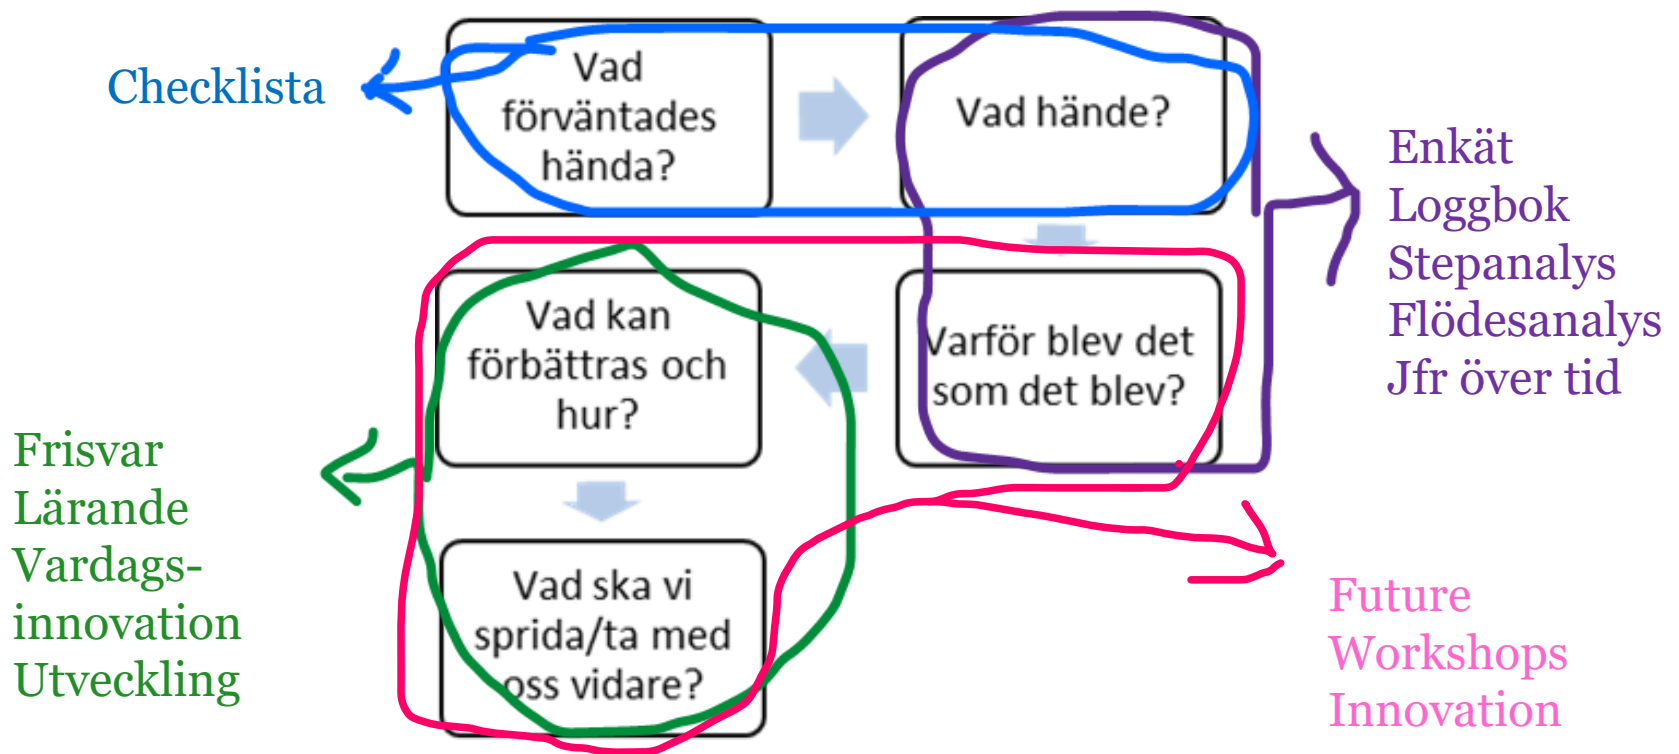 Checklista
Vad
förväntades
hända?
Vad hände?
Enkät
Loggbok
Stepanalys
Flödesanalys
Jfr över tid
Vad kan
förbättras och
hur?
Varför blev det
som det blev?
Frisvar
Lärande
Vardags-
innovation
Utveckling
Vad ska vi
sprida/ta med
oss vidare?
Future
Workshops
Innovation